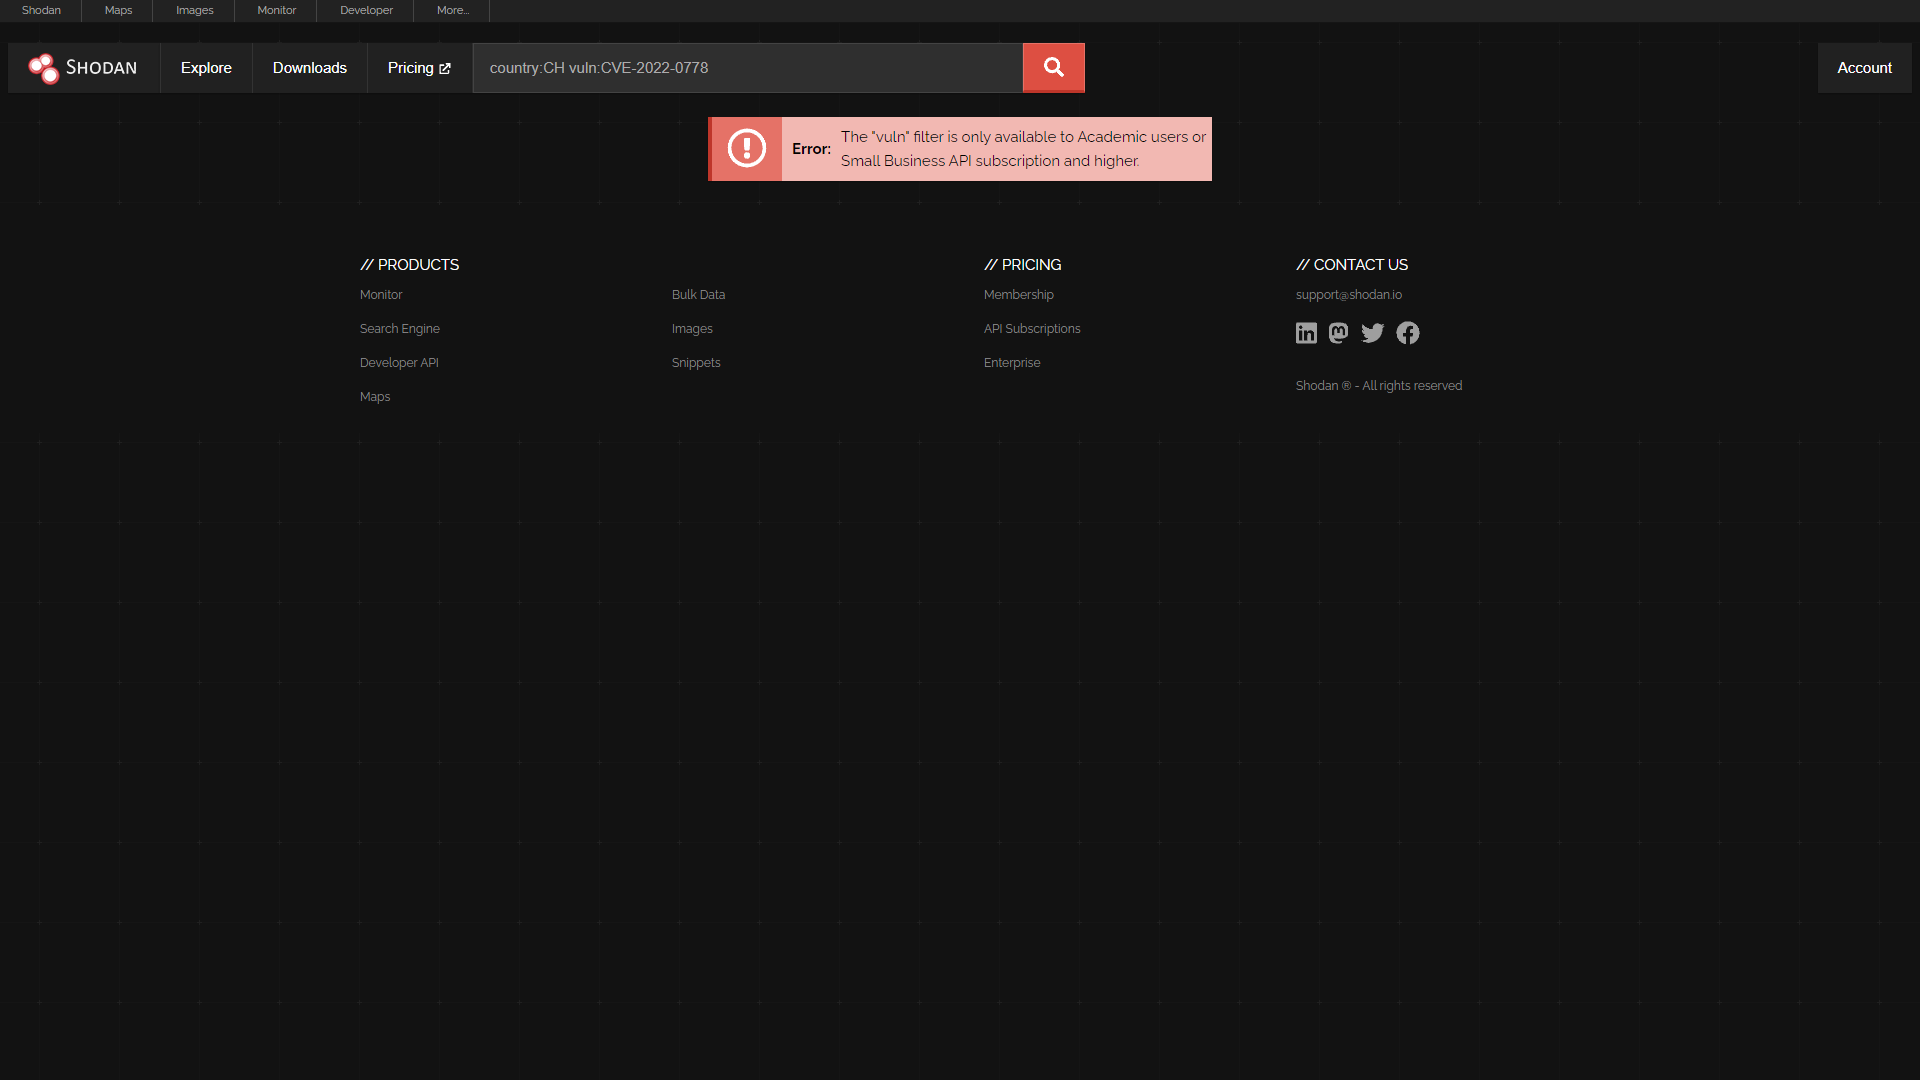 Shodan
Maps
Images
Monitor
Developer
More...
SHODAN
Explore
Downloads
Pricing
country:CH vuln:CVE-2022-0778
Account
Error:
The "vuln" filter is only available to Academic users or
Small Business API subscription and higher.
// PRODUCTS
Monitor
Search Engine
Developer API
Maps
Bulk Data
Images
Snippets
// PRICING
Membership
API Subscriptions
Enterprise
// CONTACT US
support@shodan.io
Shodan ® - All rights reserved